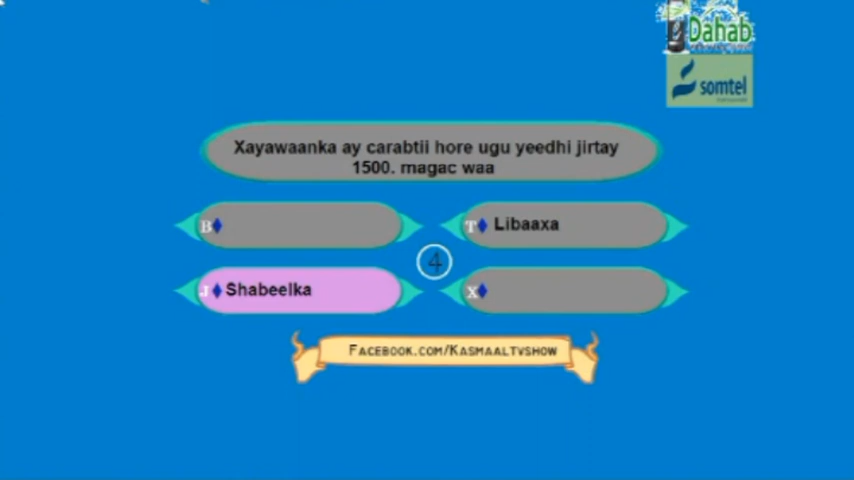 Dahab
somtel
Xayawaanka ay carabtii hore ugu yeedhi jirtay
1500. magac waa
B
T Libaaxa
4
J Shabeelka
X
FACEBOOK.COM/KASMAALTVSHOW